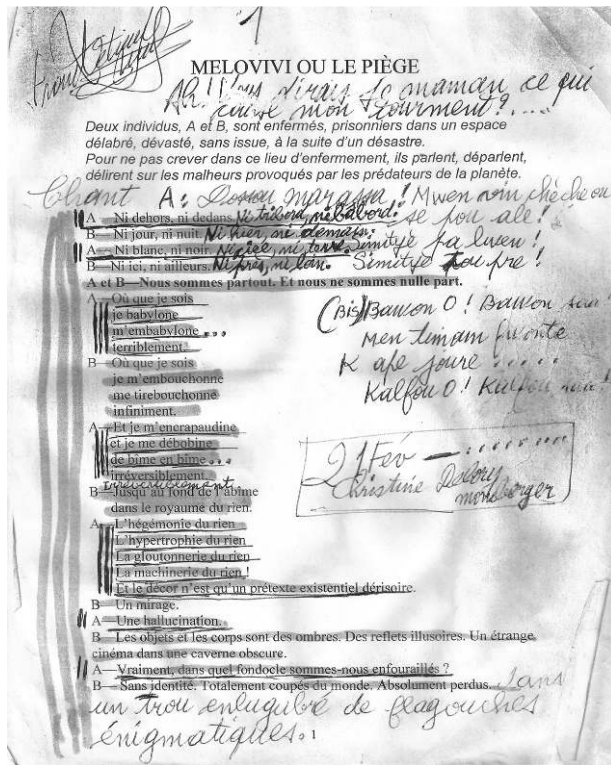 1
MELOVIVI OU LE PIÈGE
Ah! Vous dirais-je maman ce qui
cause mon tourment?....
Deux individus, A et B, sont enfermés, prisonniers dans un espace
délabré, dévasté, sans issue, à la suite d'un désastre.
Pour ne pas crever dans ce lieu d'enfermement, ils parlent, déparlent,
délirent sur les malheurs provoqués par les prédateurs de la planète.
Chant A: Dosou marassa! Mwen vin chèche ou
A – Ni dehors, ni dedans. Ni tribord, ni bâbord. se pou ale!
B – Ni jour, ni nuit. Ni hier, ni demain.
A – Ni blanc, ni noir. Ni ciel, ni terre. Simityè pa lwen!
B – Ni ici, ni ailleurs. Ni près, ni loin. Simityè tou pre!
A et B—Nous sommes partout. Et nous ne sommes nulle part.
A – Où que je sois
je babylone
m'embabylone ...
terriblement.
(Bis) Bawon O! Bawon
K ape
Kalfou O! Kalfou
B – Où que je sois
je m'embouchonne
me tirebouchonne
infiniment.
A – Et je m'encrapaudine
et je me débobine
de bime en bîme ...
irréversiblement.
irréversiblement.
21 Fév
Christine Delory
momberger
B – Jusqu'au fond de l'abîme
dans le royaume du rien.
A – L'hégémonie du rien
L'hypertrophie du rien
La gloutonnerie du rien
La machinerie du rien !
Et le décor n'est qu'un prétexte existentiel dérisoire.
B – Un mirage.
A – Une hallucination.
B – Les objets et les corps sont des ombres. Des reflets illusoires. Un étrange
cinéma dans une caverne obscure.
A—Vraiment, dans quel fondocle sommes-nous enfouraillés ?
B – Sans identité. Totalement coupés du monde. Absolument perdus. dans
un trou enlugubré de flagouches
énigmatiques. 1